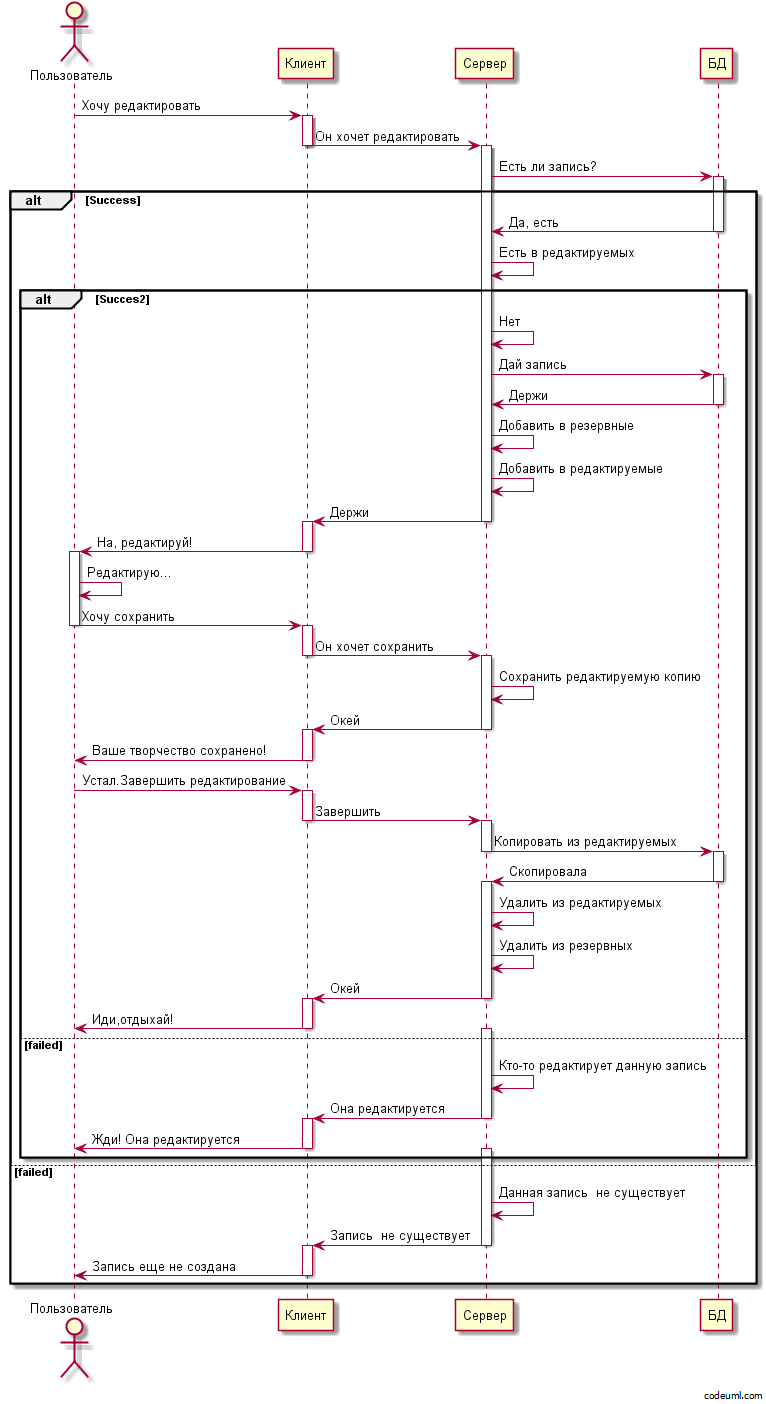 Пользователь
Клиент
Сервер
БД
Хочу редактировать
Он хочет редактировать
Есть ли запись?
alt [Success]
Да, есть
Есть в редактируемых
alt [Succes2]
Нет
Дай запись
Держи
Добавить в резервные
Добавить в редактируемые
Держи
На, редактируй!
Редактирую...
Хочу сохранить
Он хочет сохранить
Сохранить редактируемую копию
Окей
Ваше творчество сохранено!
Устал.Завершить редактирование
Завершить
Копировать из редактируемых
Скопировала
Удалить из редактируемых
Удалить из резервных
Окей
Иди,отдыхай!
[failed]
Кто-то редактирует данную запись
Она редактируется
Жди! Она редактируется
[failed]
Данная запись  не существует
Запись  не существует
Запись еще не создана
Пользователь
Клиент
Сервер
БД
codeuml.com